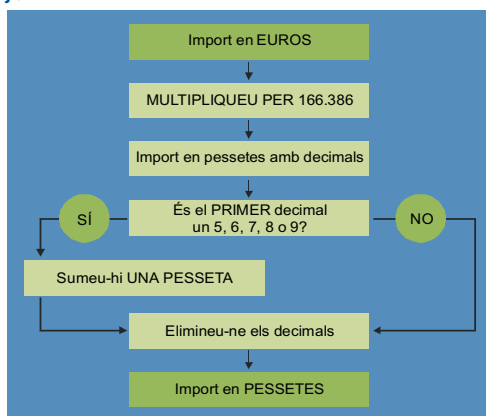 Import en EUROS
MULTIPLIQUEU PER 166.386
Import en pessetes amb decimals
SÍ
És el PRIMER decimal
un 5, 6, 7, 8 o 9?
NO
Sumeu-hi UNA PESSETA
Elimineu-ne els decimals
Import en PESSETES